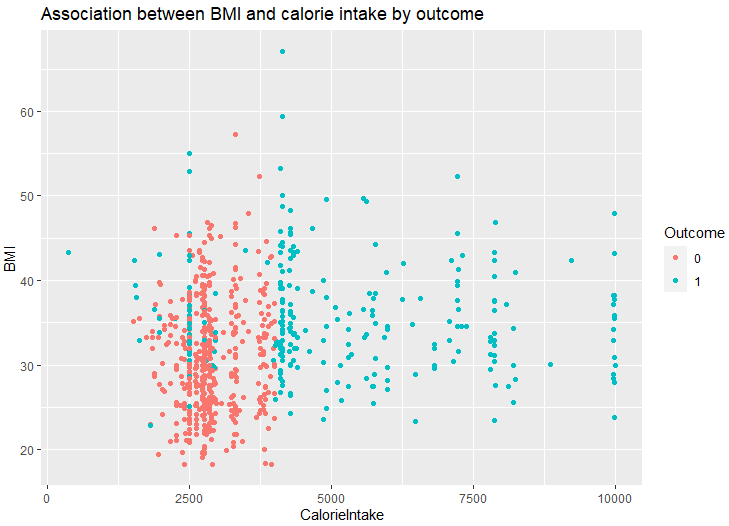 Association between BMI and calorie intake by outcome
60
50
40
30
20
BMI
0 2500 5000 7500 10000
CalorieIntake
Outcome
0
1